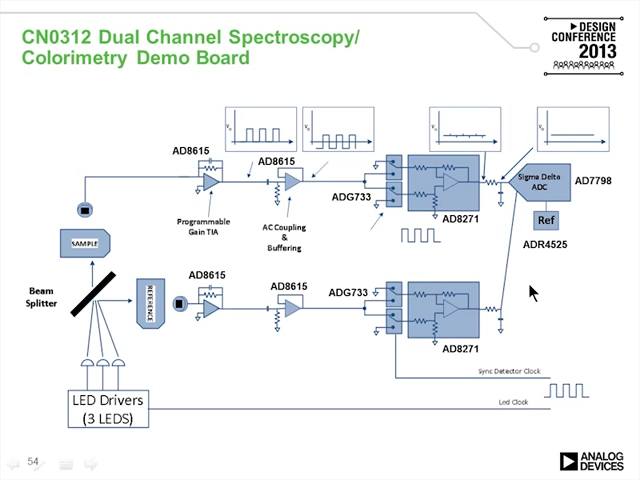 CN0312 Dual Channel Spectroscopy/
Colorimetry Demo Board
DESIGN
CONFERENCE
2013
AD8615
AD8615
ADG733
Sigma Delta
ADC
AD7798
Programmable
Gain TIA
AC Coupling
&
Buffering
AD8271
Ref
ADR4525
SAMPLE
Beam
Splitter
REFERENCE
AD8615
AD8615
ADG733
AD8271
Sync Detector Clock
LED Drivers
(3 LEDS)
Led Clock
54
ANALOG
DEVICES